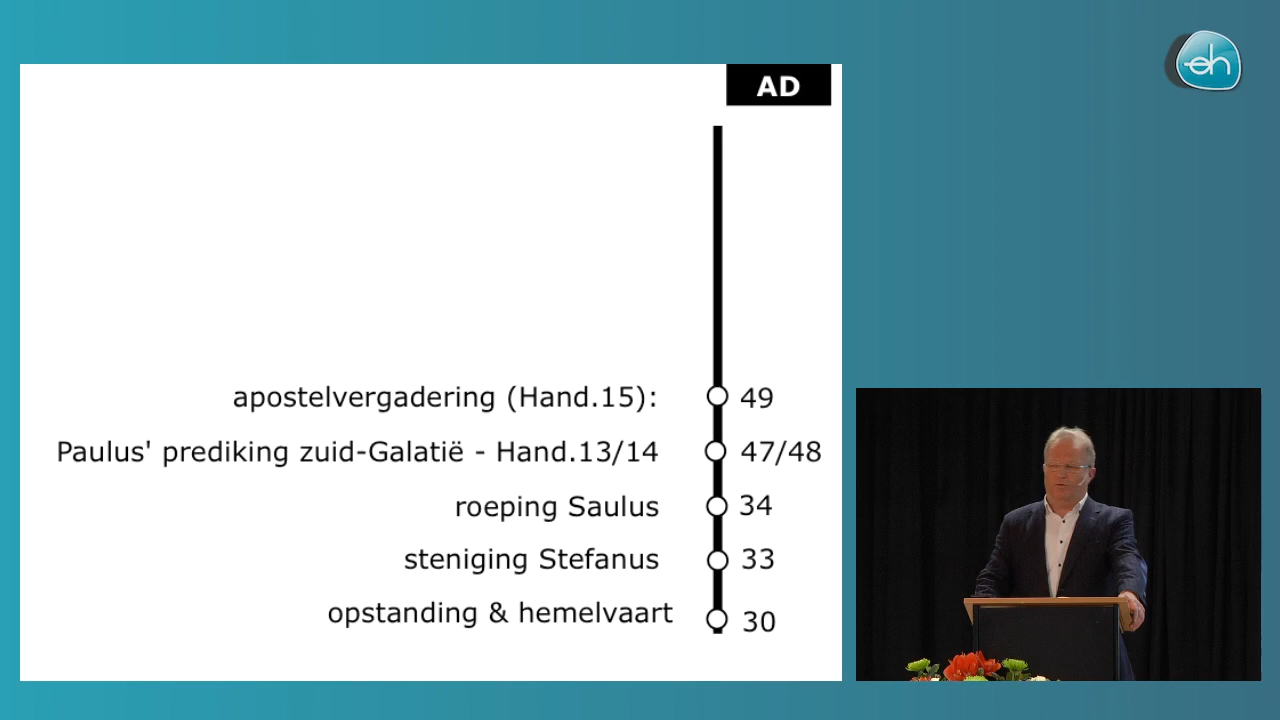 eh
AD
apostelvergadering (Hand.15): 49
Paulus' prediking zuid-Galatië - Hand.13/14 47/48
roeping Saulus 34
steniging Stefanus 33
opstanding & hemelvaart 30